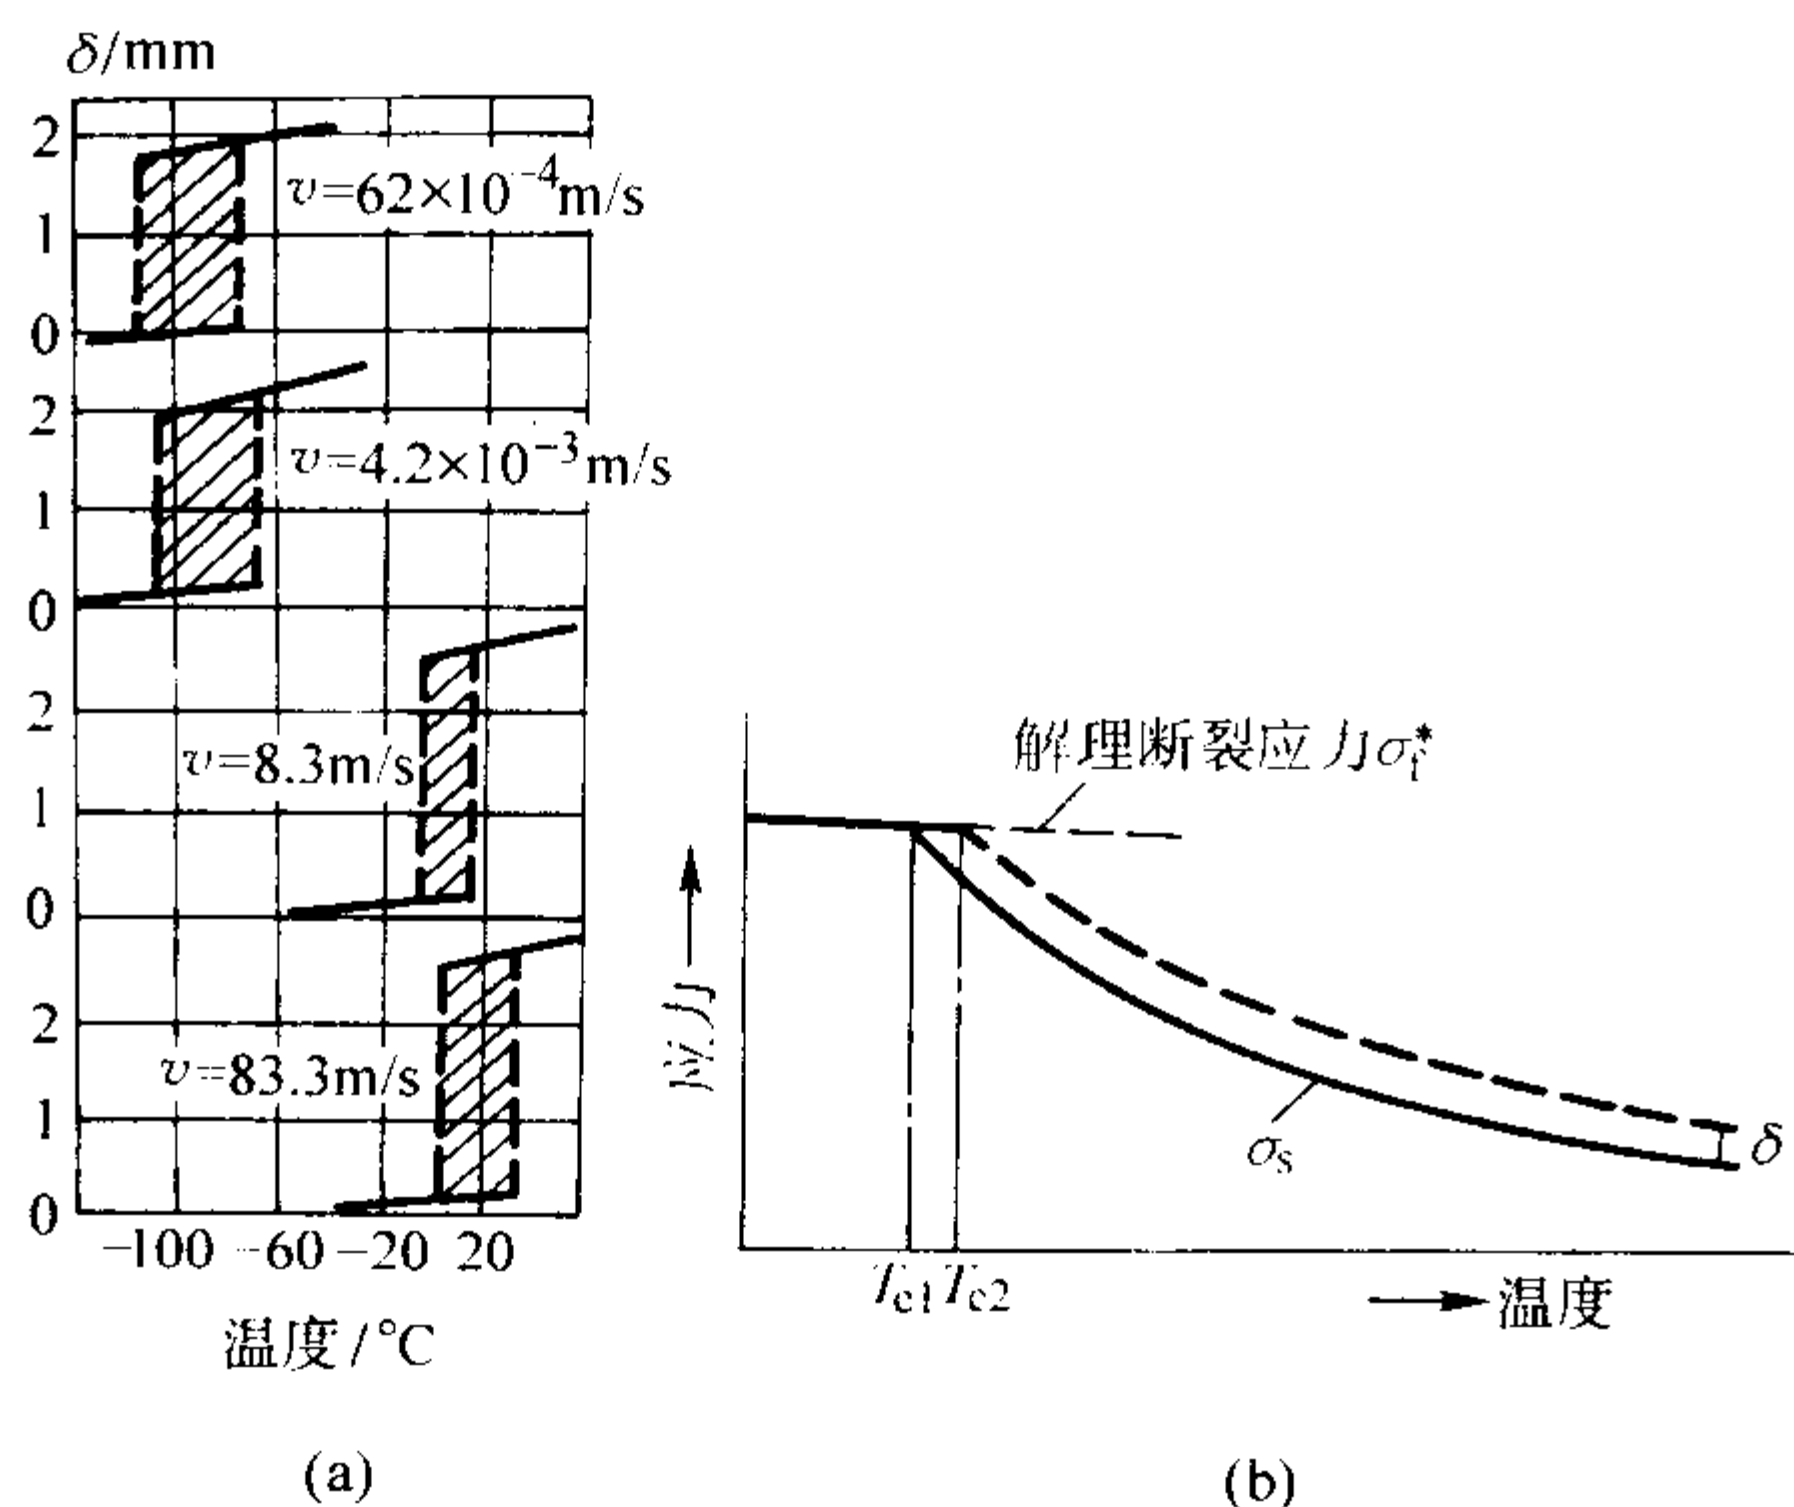 δ/mm
2
v=62×10⁻⁴m/s
1
0
2
v=4.2×10⁻³m/s
1
0
2
v=8.3m/s
1
0
2
v=83.3m/s
1
0
-100 -60 -20 20
温度/℃
(a)
解理断裂应力σf*
应力
σs
δ
Tc1 Tc2
温度
(b)